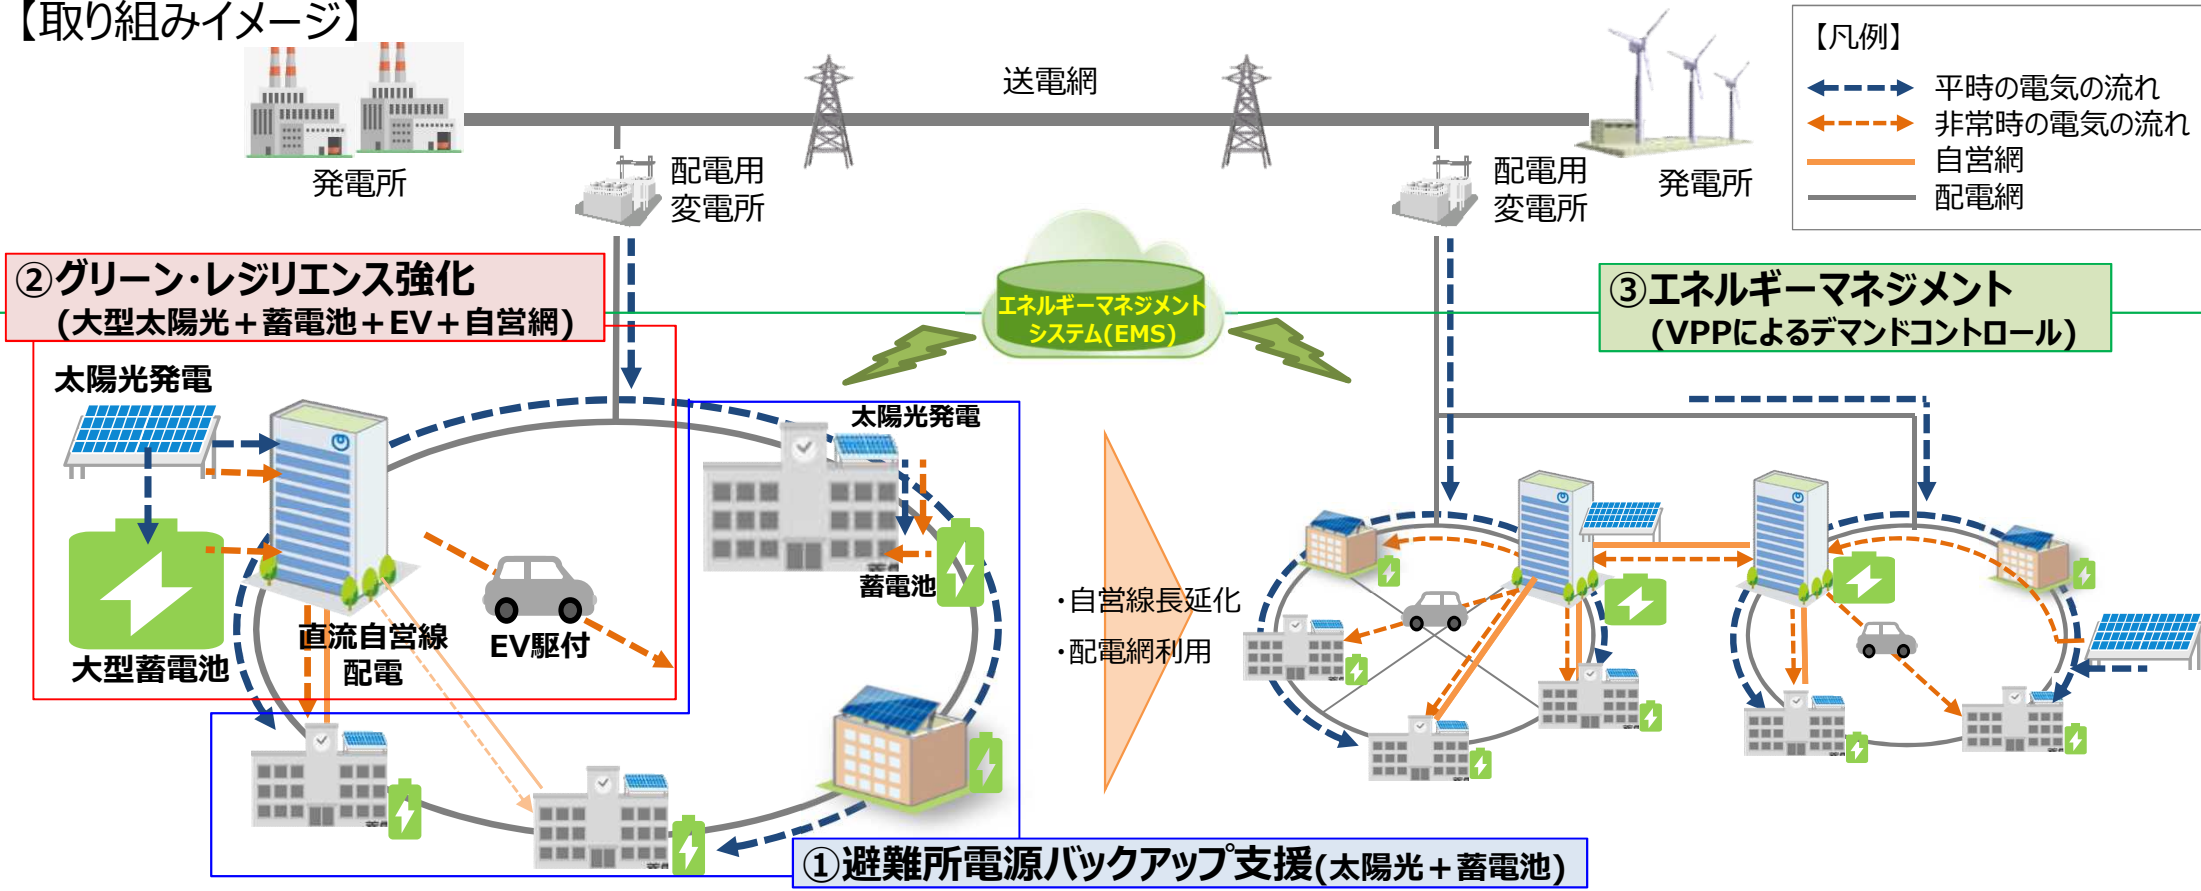 【取り組みイメージ】
発電所
送電網
配電用
変電所
配電用
変電所
発電所
【凡例】
平時の電気の流れ
非常時の電気の流れ
自営網
配電網
②グリーン・レジリエンス強化
(大型太陽光＋蓄電池＋EV＋自営網)
エネルギーマネジメント
システム(EMS)
③エネルギーマネジメント
(VPPによるデマンドコントロール)
太陽光発電
大型蓄電池
直流自営線
配電
EV駆付
太陽光発電
蓄電池
・自営線長延化
・配電網利用
①避難所電源バックアップ支援(太陽光＋蓄電池)